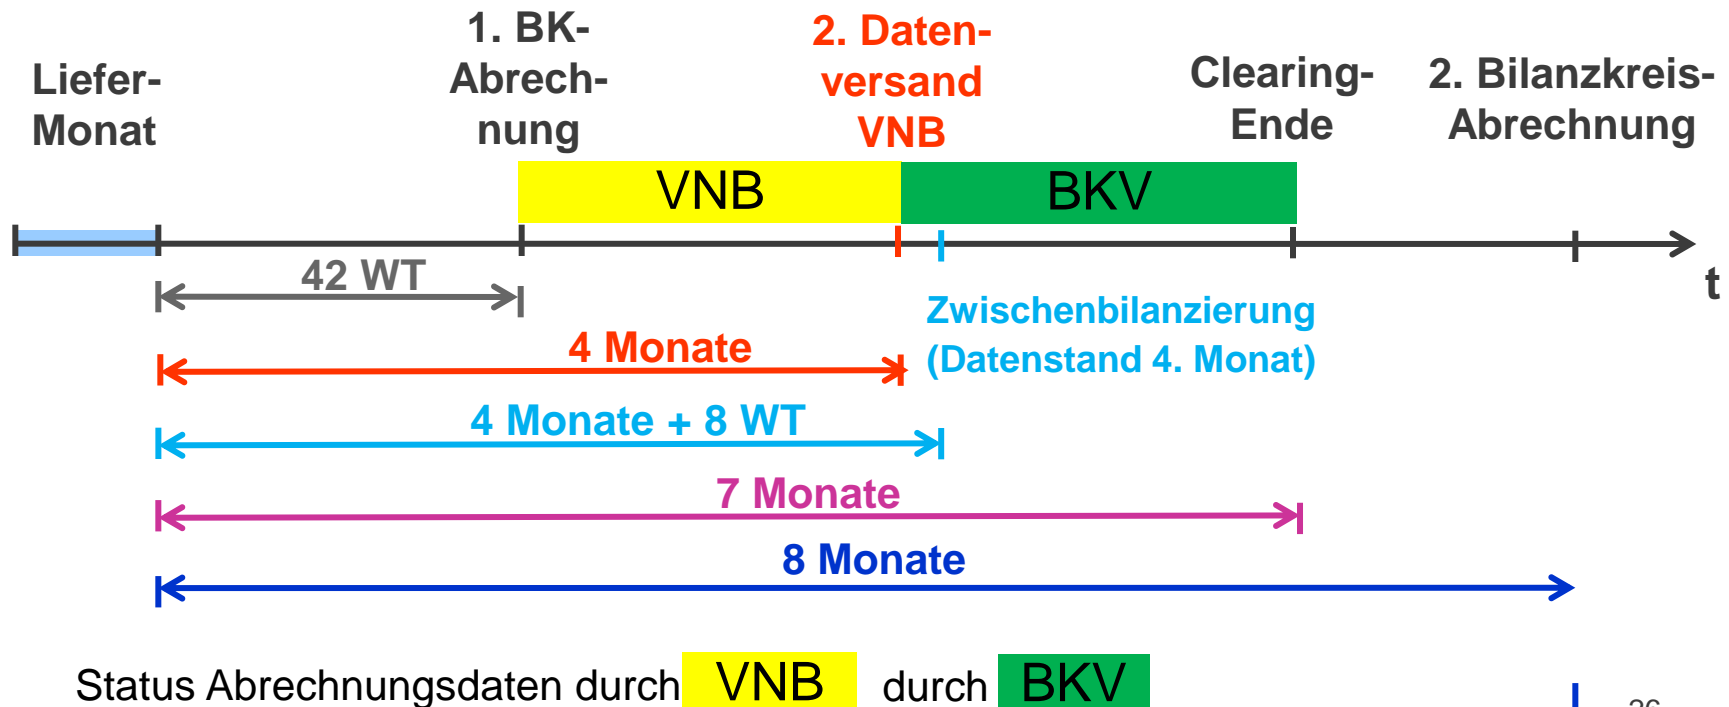 Liefer-
Monat
1. BK-
Abrech-
nung
2. Daten-
versand
VNB
Clearing-
Ende
2. Bilanzkreis-
Abrechnung
VNB
BKV
t
42 WT
Zwischenbilanzierung
(Datenstand 4. Monat)
4 Monate
4 Monate + 8 WT
7 Monate
8 Monate
Status Abrechnungsdaten durch VNB durch BKV